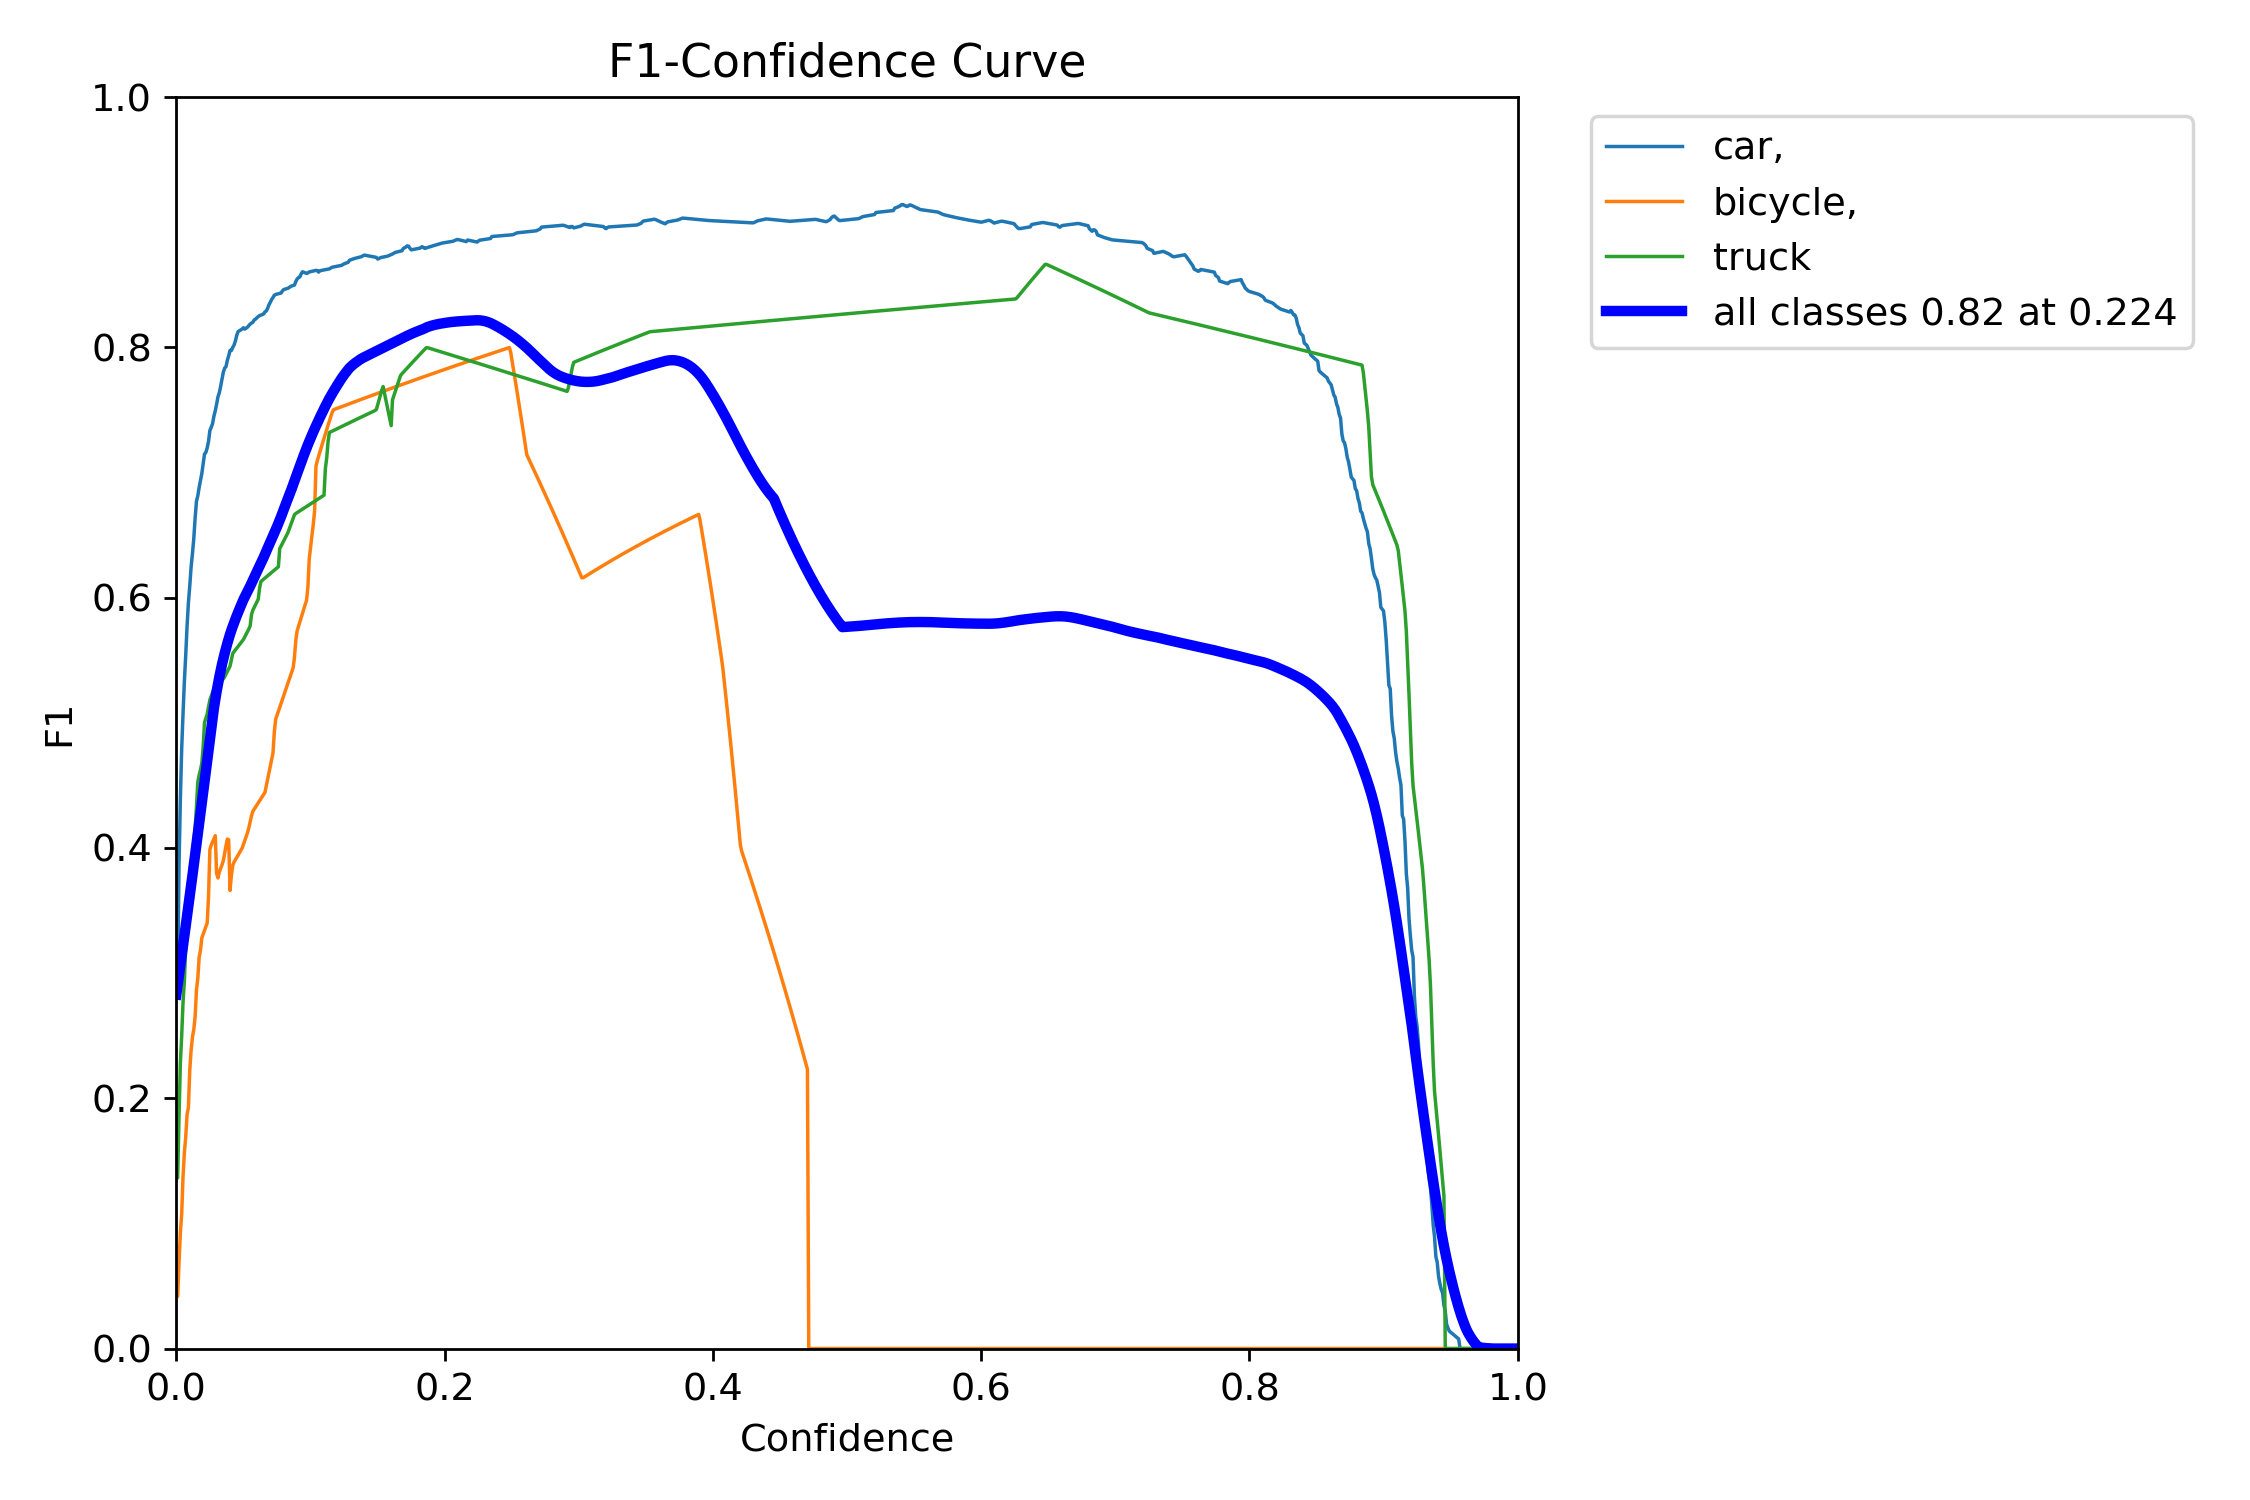 F1-Confidence Curve
1.0
0.8
0.6
0.4
0.2
0.0
F1
0.0 0.2 0.4 0.6 0.8 1.0
Confidence
car,
bicycle,
truck
all classes 0.82 at 0.224